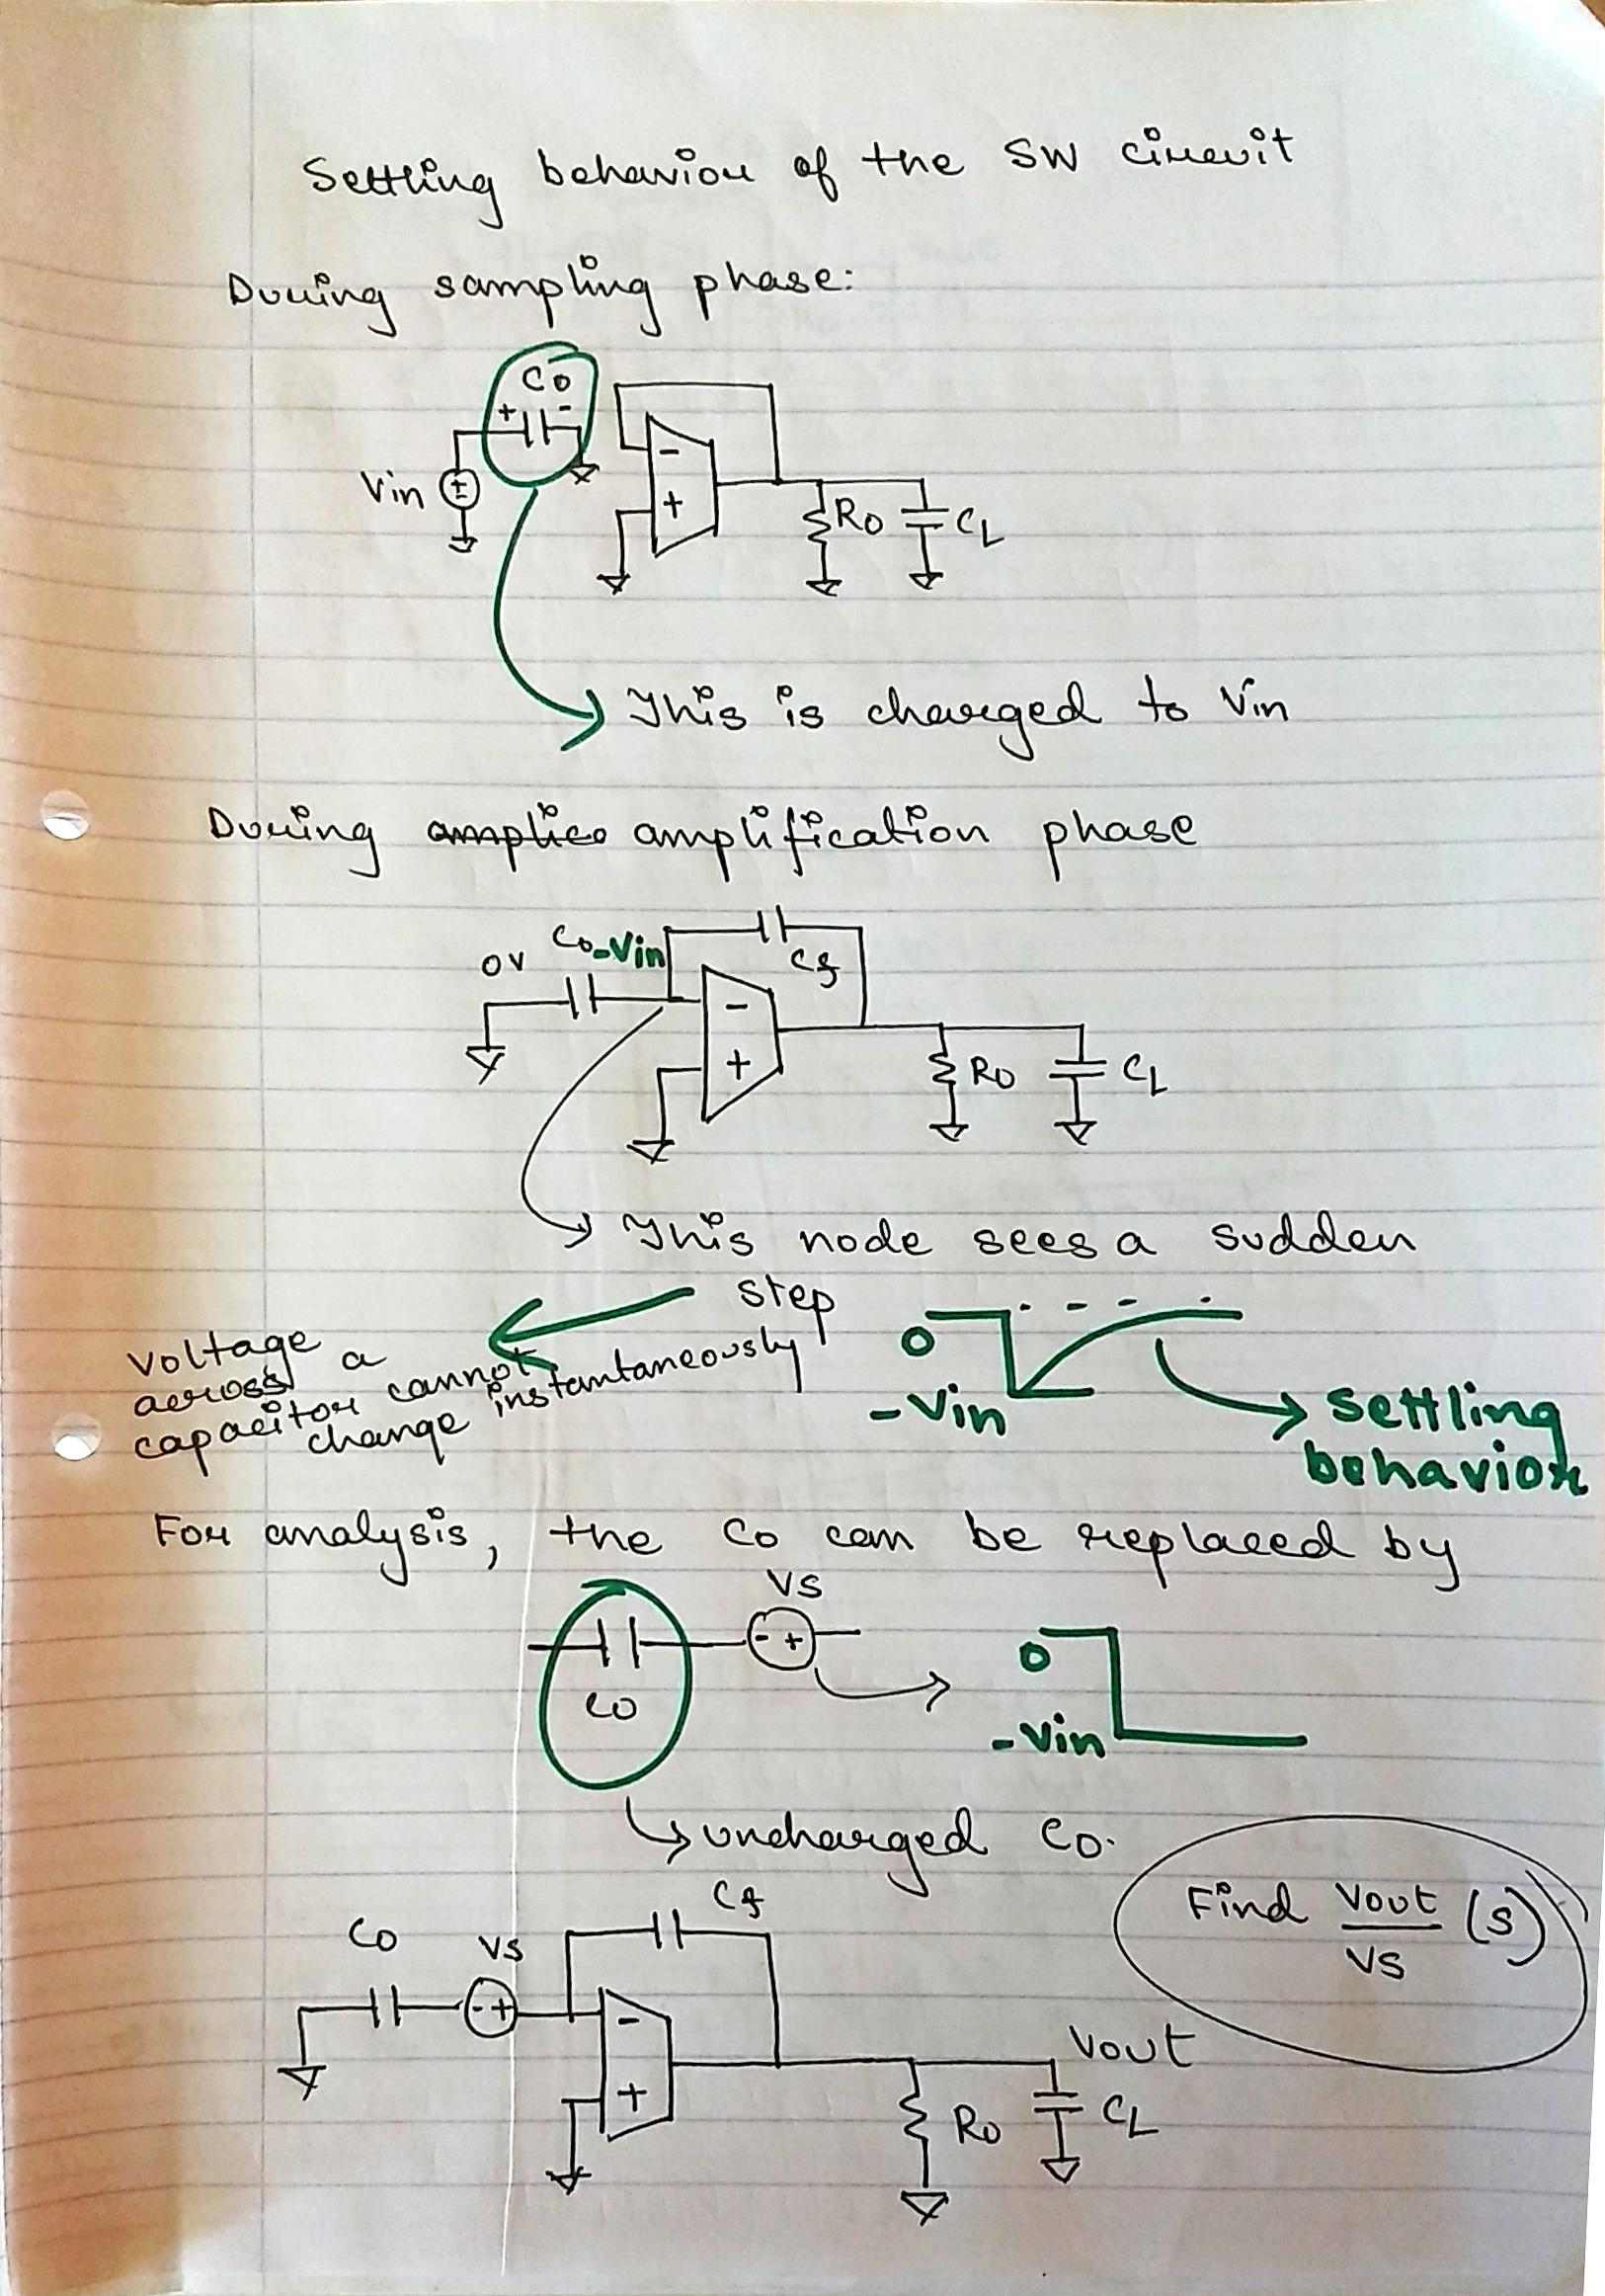 Settling behavior of the SW circuit
During sampling phase:
Co
+ -
Vin
±
-
+
Ro
CL
This is charged to Vin
During amplico amplification phase
0V Co -Vin
Cf
-
+
Ro
CL
This node sees a sudden
step
voltage
across a
capacitor cannot
change instantaneously
0
-Vin
settling
behavior
For analysis, the Co can be replaced by
VS
- +
Co
0
-Vin
uncharged Co.
Find Vout/VS (s)
Cf
Co VS
- +
-
+
Vout
Ro
CL